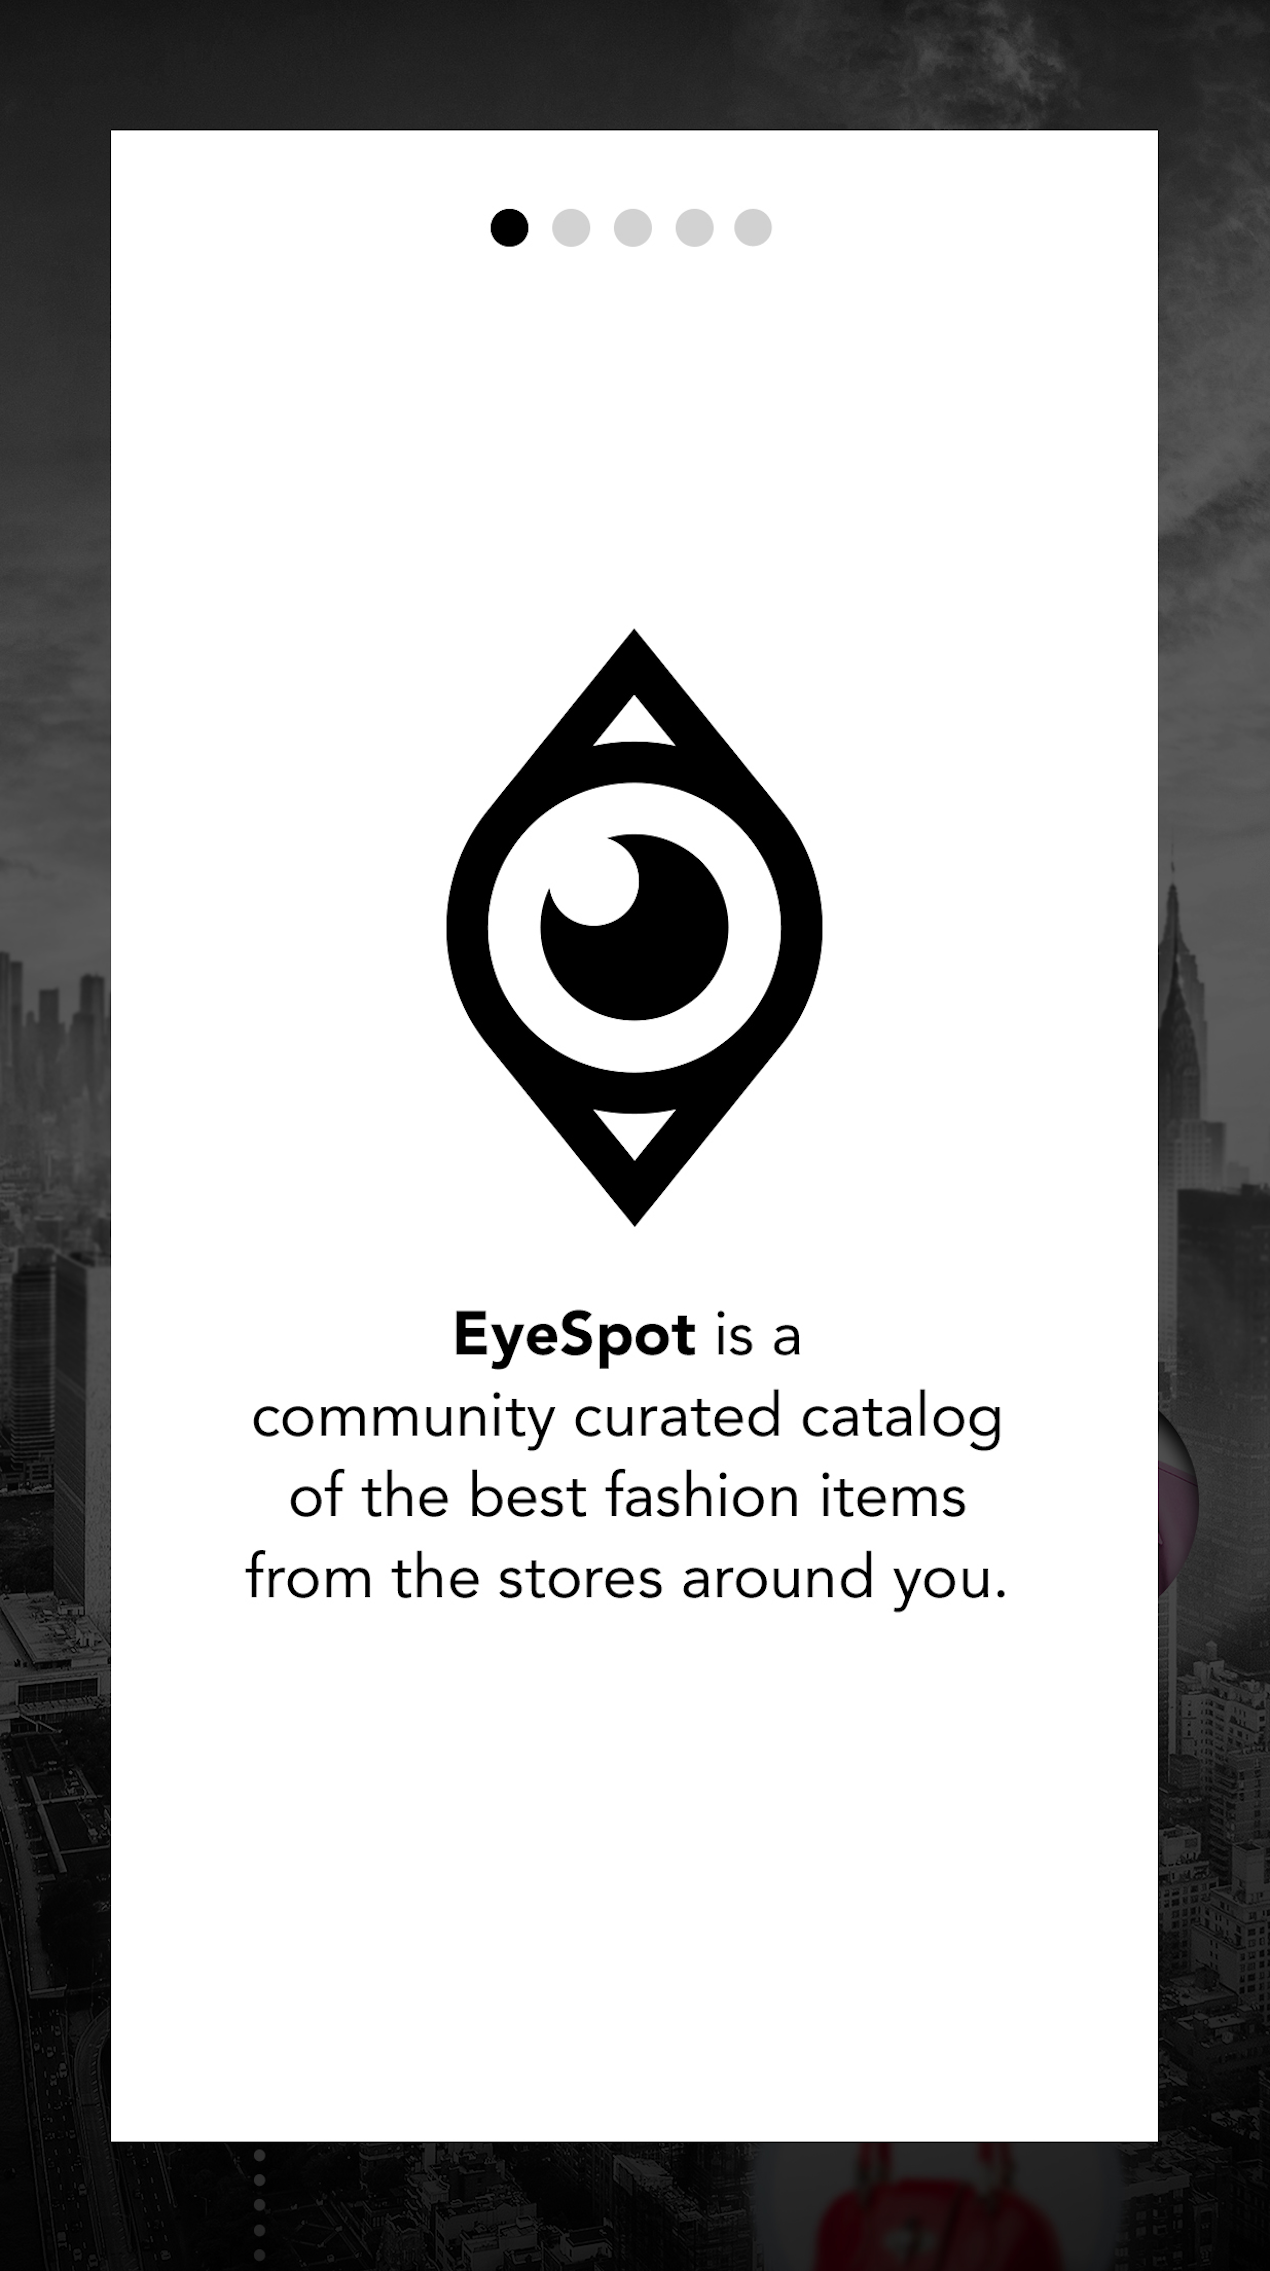 EyeSpot is a
community curated catalog
of the best fashion items
from the stores around you.